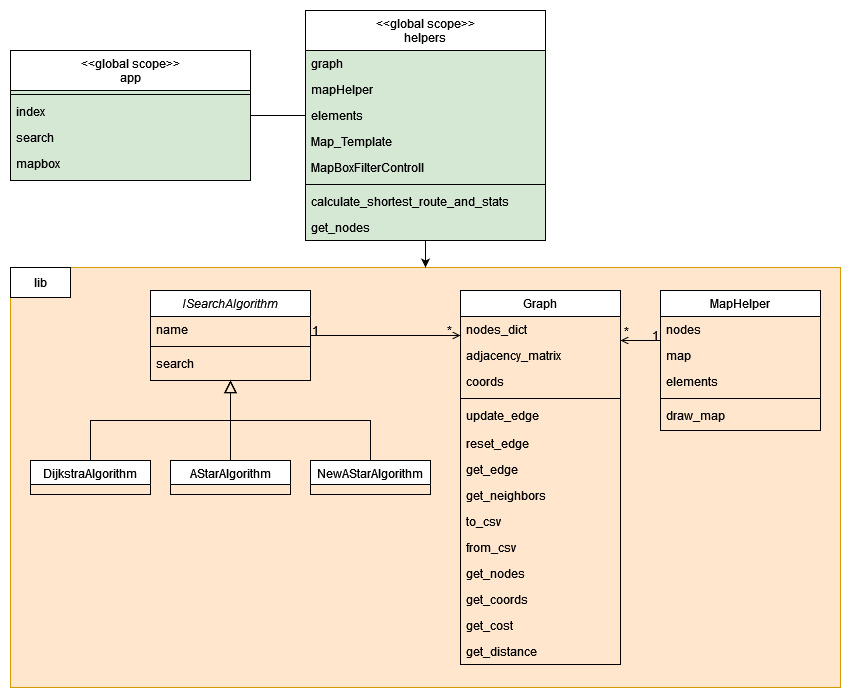 <<global scope>>
helpers
graph
mapHelper
elements
Map_Template
MapBoxFilterControll
calculate_shortest_route_and_stats
get_nodes
<<global scope>>
app
index
search
mapbox
lib
ISearchAlgorithm
name
search
1
*
Graph
nodes_dict
adjacency_matrix
coords
update_edge
reset_edge
get_edge
get_neighbors
to_csv
from_csv
get_nodes
get_coords
get_cost
get_distance
*
1
MapHelper
nodes
map
elements
draw_map
DijkstraAlgorithm
AStarAlgorithm
NewAStarAlgorithm